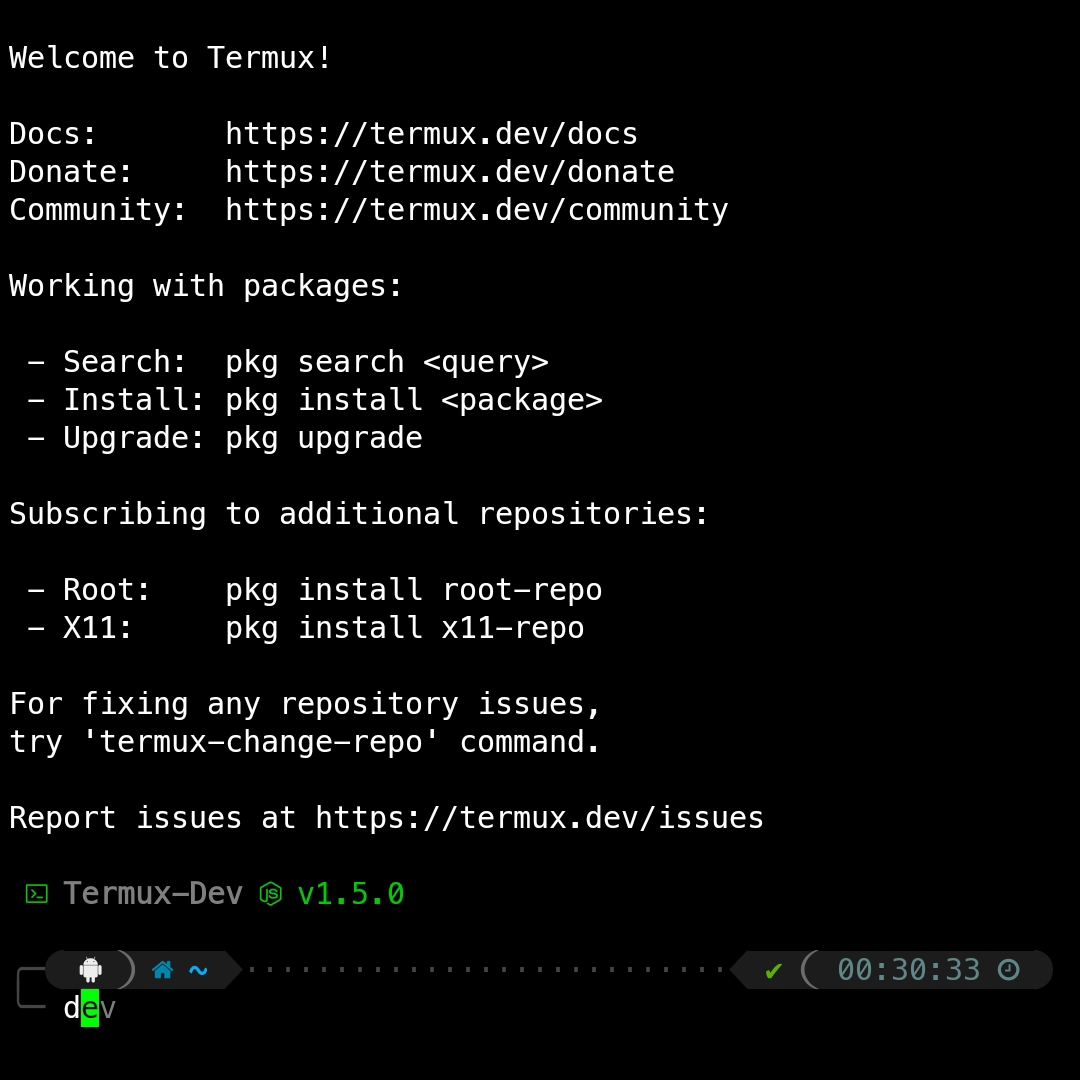 Welcome to Termux!
Docs:       https://termux.dev/docs
Donate:     https://termux.dev/donate
Community:  https://termux.dev/community
Working with packages:
 - Search:  pkg search <query>
 - Install: pkg install <package>
 - Upgrade: pkg upgrade
Subscribing to additional repositories:
 - Root:    pkg install root-repo
 - X11:     pkg install x11-repo
For fixing any repository issues,
try 'termux-change-repo' command.
Report issues at https://termux.dev/issues
Termux-Dev v1.5.0
~ ✔ 00:30:33
dev